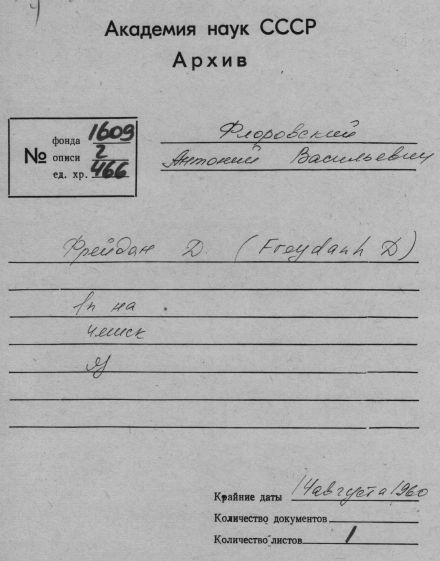 Академия наук СССР
Архив
№
фонда 1609
описи 2
ед. хр. 466
Флоровский
Антоний Васильевич
Фрейдан Д. (Freydanh D)
1п на
чешск
я
Крайние даты 14 августа 1960
Количество документов
Количество листов 1